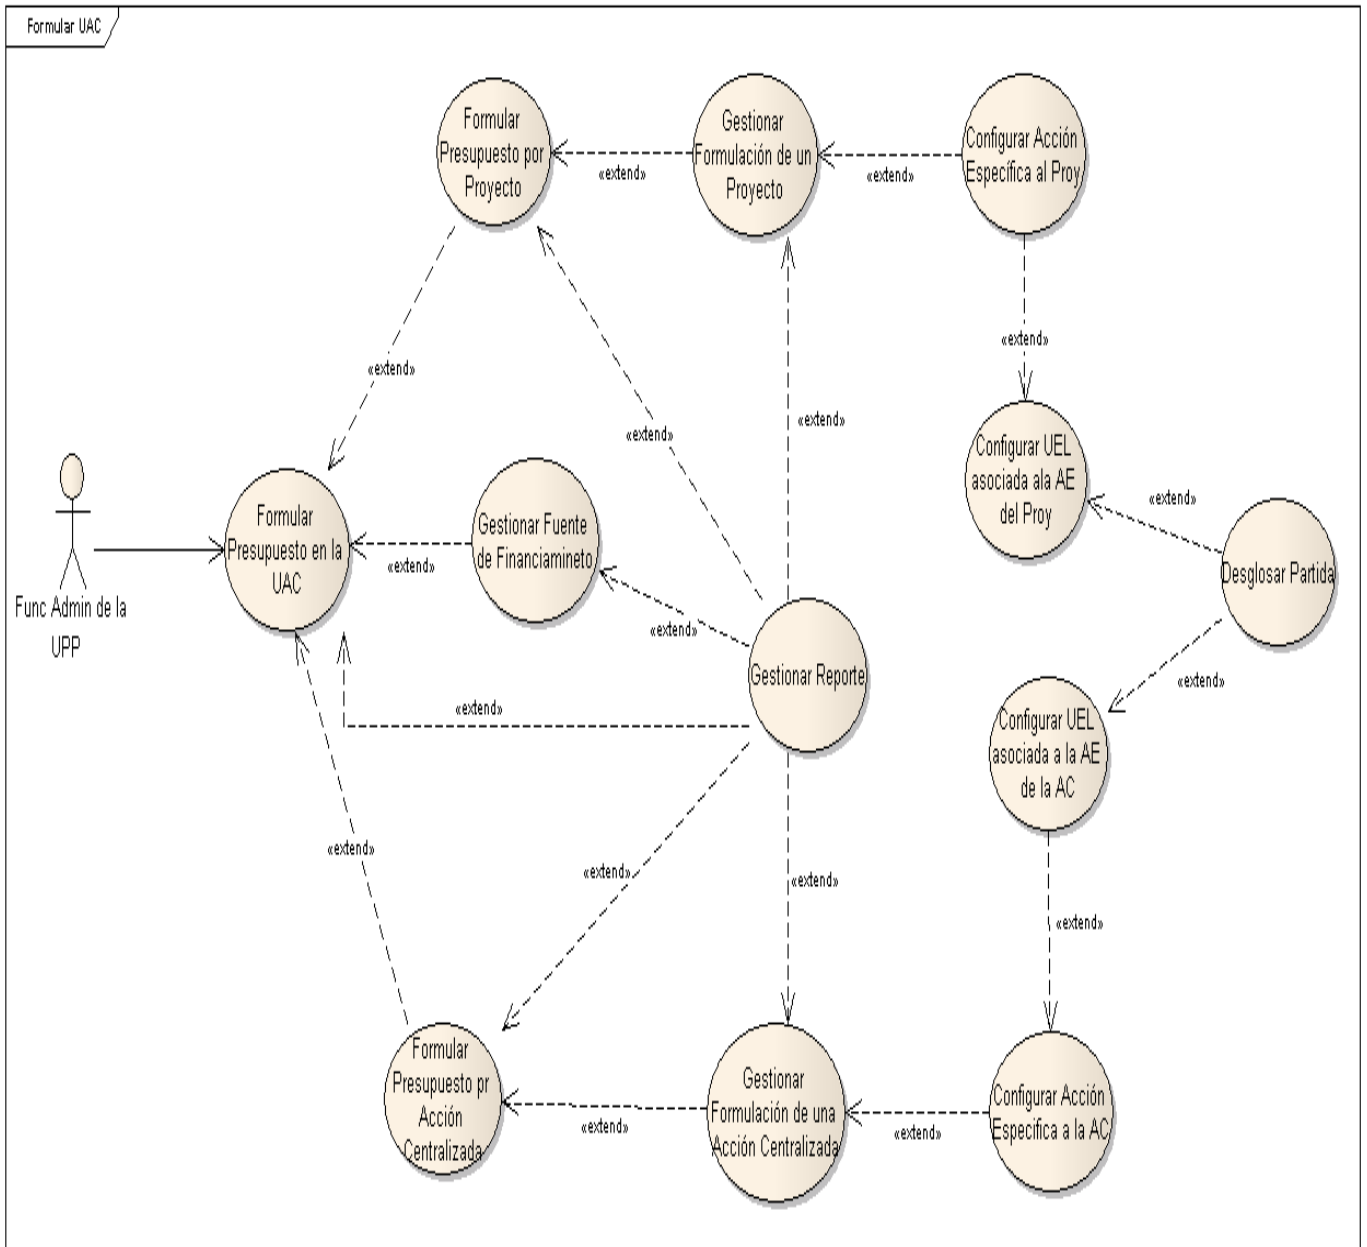 Formular UAC
Formular
Presupuesto por
Proyecto
«extend»
Gestionar
Formulación de un
Proyecto
«extend»
Configurar Acción
Específica al Proy
«extend»
«extend»
«extend»
«extend»
Configurar UEL
asociada ala AE
del Proy
«extend»
Desglosar Partida
Func Admin de la
UPP
Formular
Presupuesto en la
UAC
«extend»
Gestionar Fuente
de Financiamineto
«extend»
Gestionar Reporte
«extend»
«extend»
Configurar UEL
asociada a la AE
de la AC
«extend»
«extend»
«extend»
«extend»
Formular
Presupuesto pr
Acción
Centralizada
«extend»
Gestionar
Formulación de una
Acción Centralizada
«extend»
Configurar Acción
Especifica a la AC